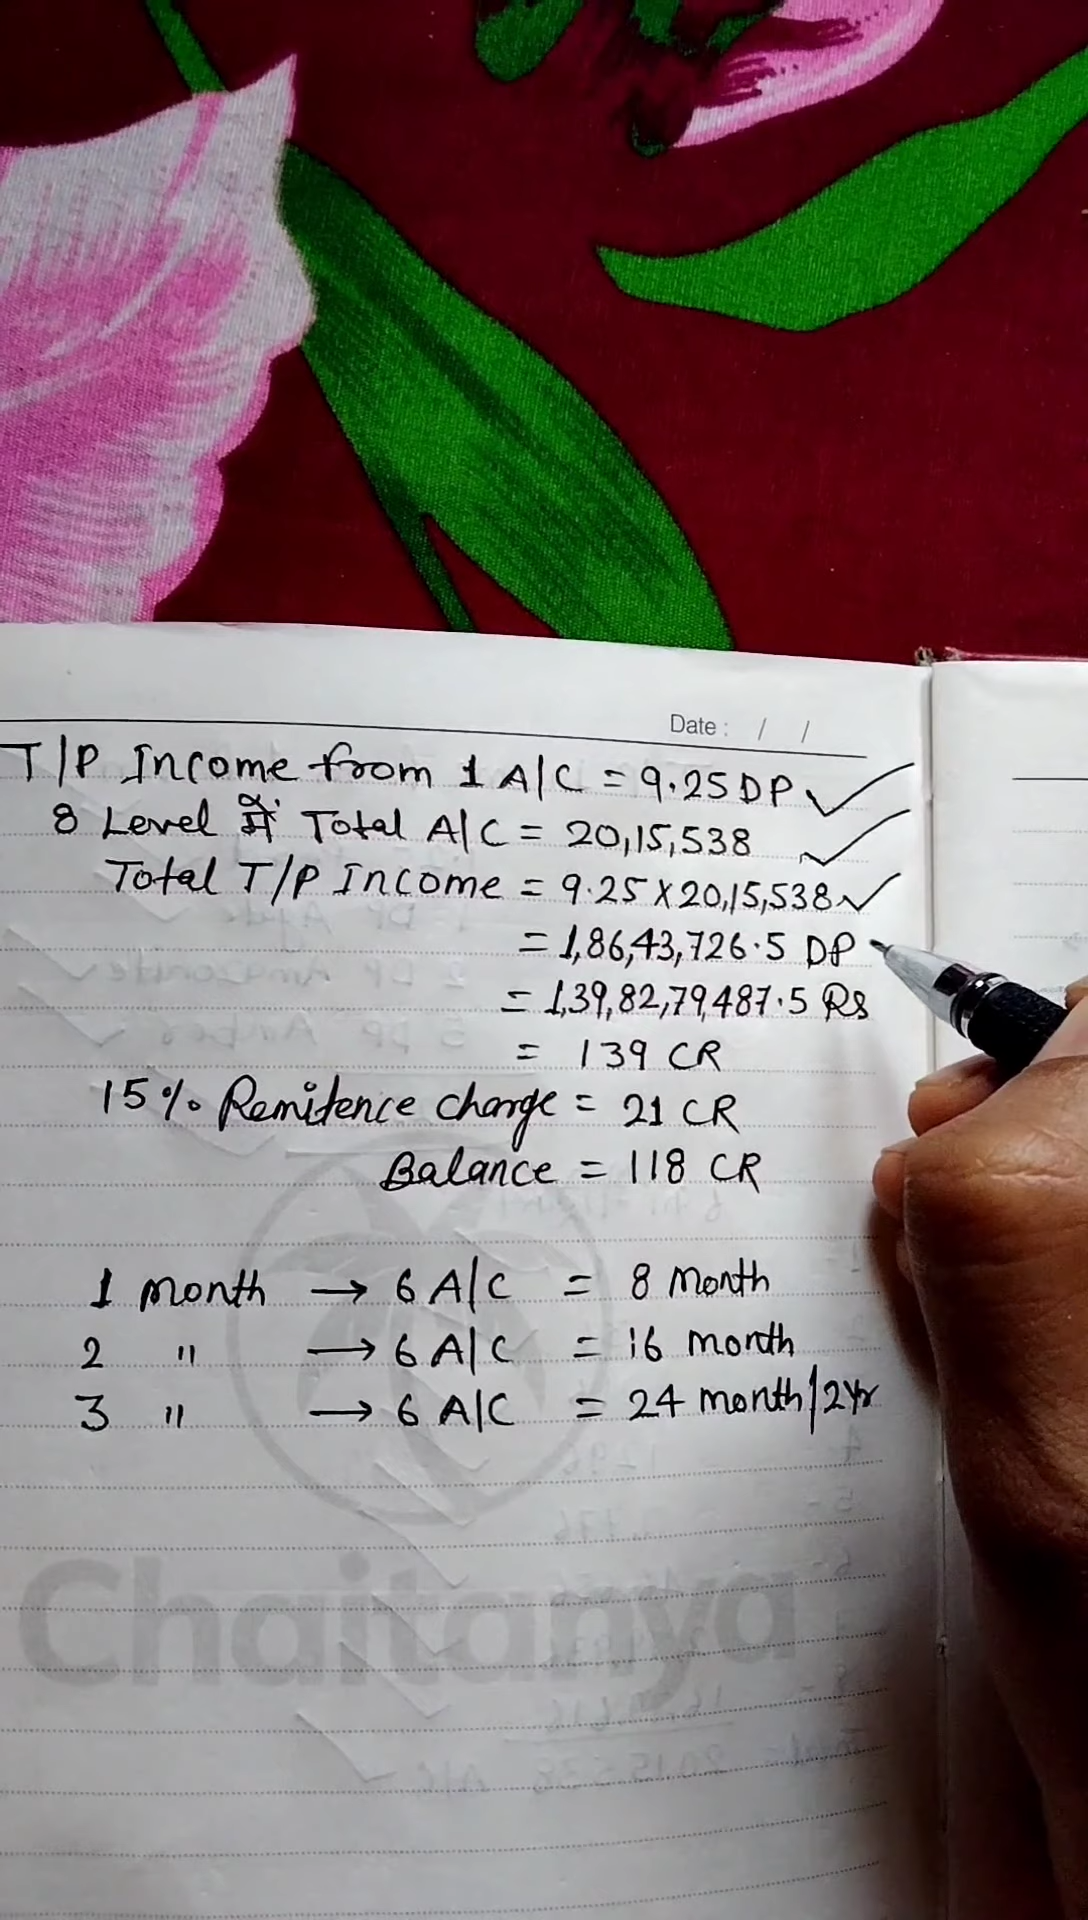 Date : / /
T/P Income from 1 A/C = 9.25 DP
8 Level में Total A/C = 20,15,538
Total T/P Income = 9.25 X 20,15,538
= 1,86,43,726.5 DP
= 1,39,82,79,487.5 Rs
= 139 CR
15% Remitence charge = 21 CR
Balance = 118 CR
1 month → 6 A/C = 8 Month
2 " → 6 A/C = 16 month
3 " → 6 A/C = 24 month/2yr
Chaitanya